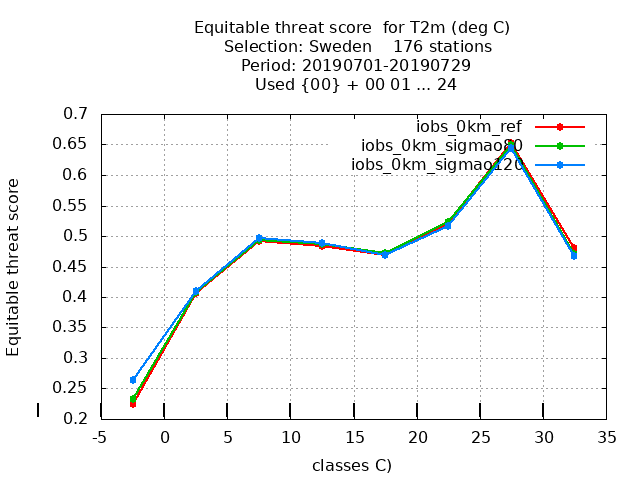 Equitable threat score for T2m (deg C)
Selection: Sweden 176 stations
Period: 20190701-20190729
Used {00} + 00 01 ... 24
iobs_0km_ref
iobs_0km_sigmao80
iobs_0km_sigmao120
Equitable threat score
0.7
0.65
0.6
0.55
0.5
0.45
0.4
0.35
0.3
0.25
0.2
-5
0
5
10
15
20
25
30
35
classes C)